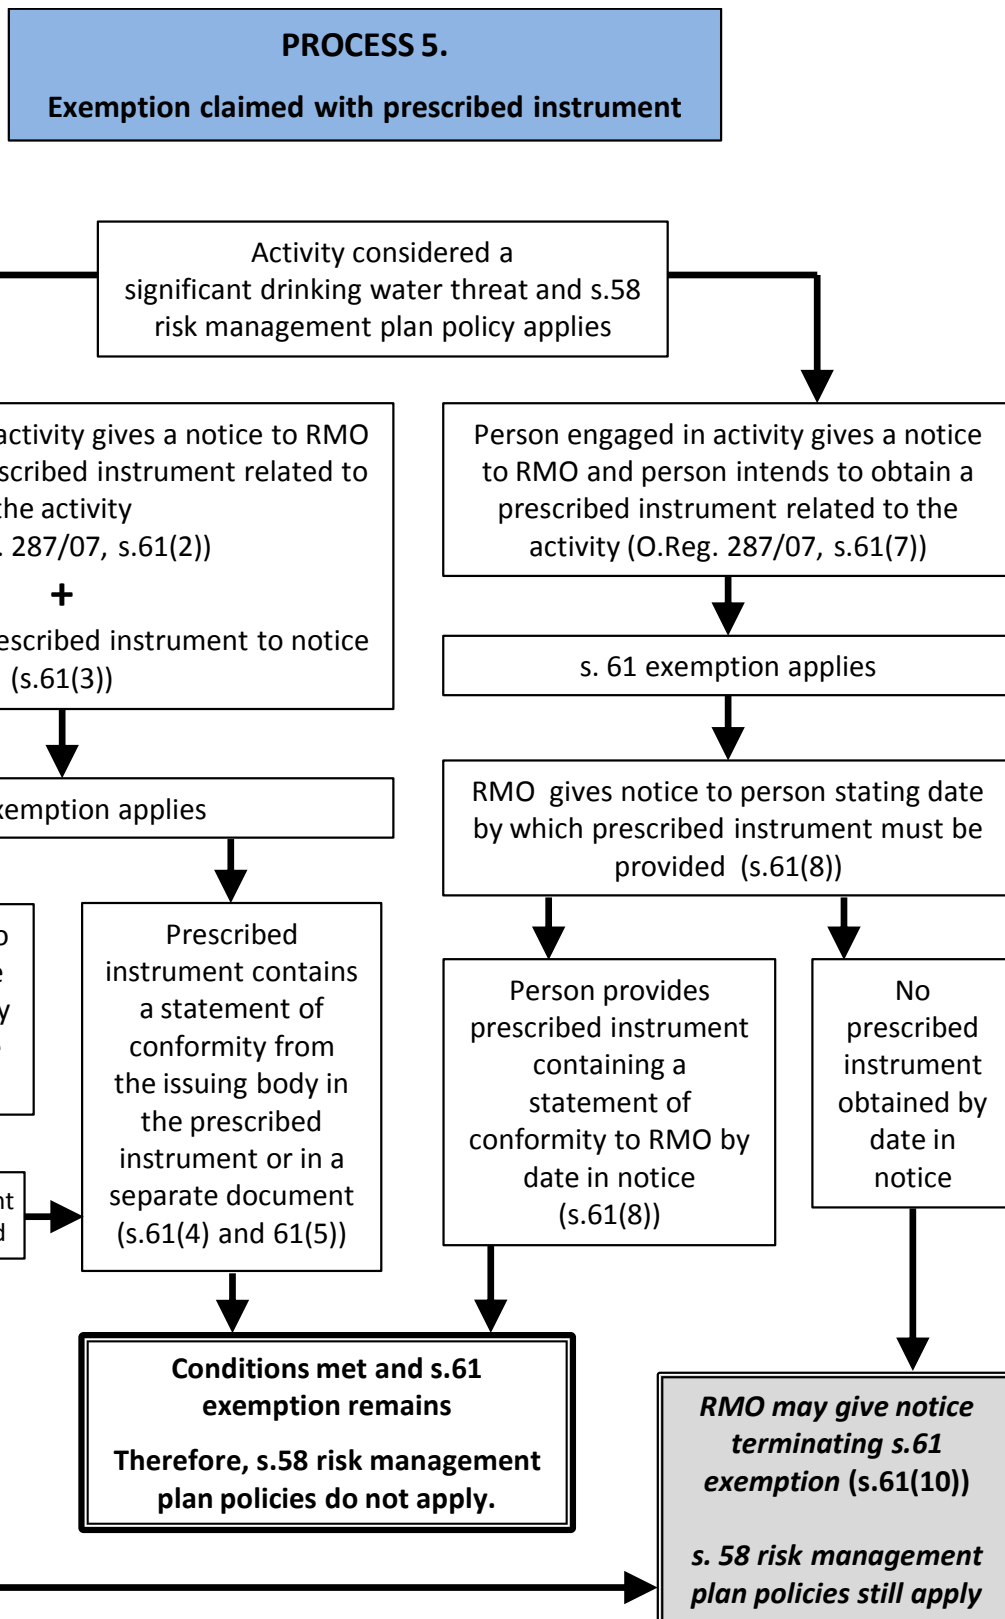 PROCESS 5.
Exemption claimed with prescribed instrument
Activity considered a
significant drinking water threat and s.58
risk management plan policy applies
activity gives a notice to RMO
scribed instrument related to
the activity
. 287/07, s.61(2))
+
escribed instrument to notice
(s.61(3))
xemption applies
Prescribed
instrument contains
a statement of
conformity from
the issuing body in
the prescribed
instrument or in a
separate document
(s.61(4) and 61(5))
Person engaged in activity gives a notice
to RMO and person intends to obtain a
prescribed instrument related to the
activity (O.Reg. 287/07, s.61(7))
s. 61 exemption applies
RMO gives notice to person stating date
by which prescribed instrument must be
provided (s.61(8))
Person provides
prescribed instrument
containing a
statement of
conformity to RMO by
date in notice
(s.61(8))
No
prescribed
instrument
obtained by
date in
notice
Conditions met and s.61
exemption remains
Therefore, s.58 risk management
plan policies do not apply.
RMO may give notice
terminating s.61
exemption (s.61(10))
s. 58 risk management
plan policies still apply